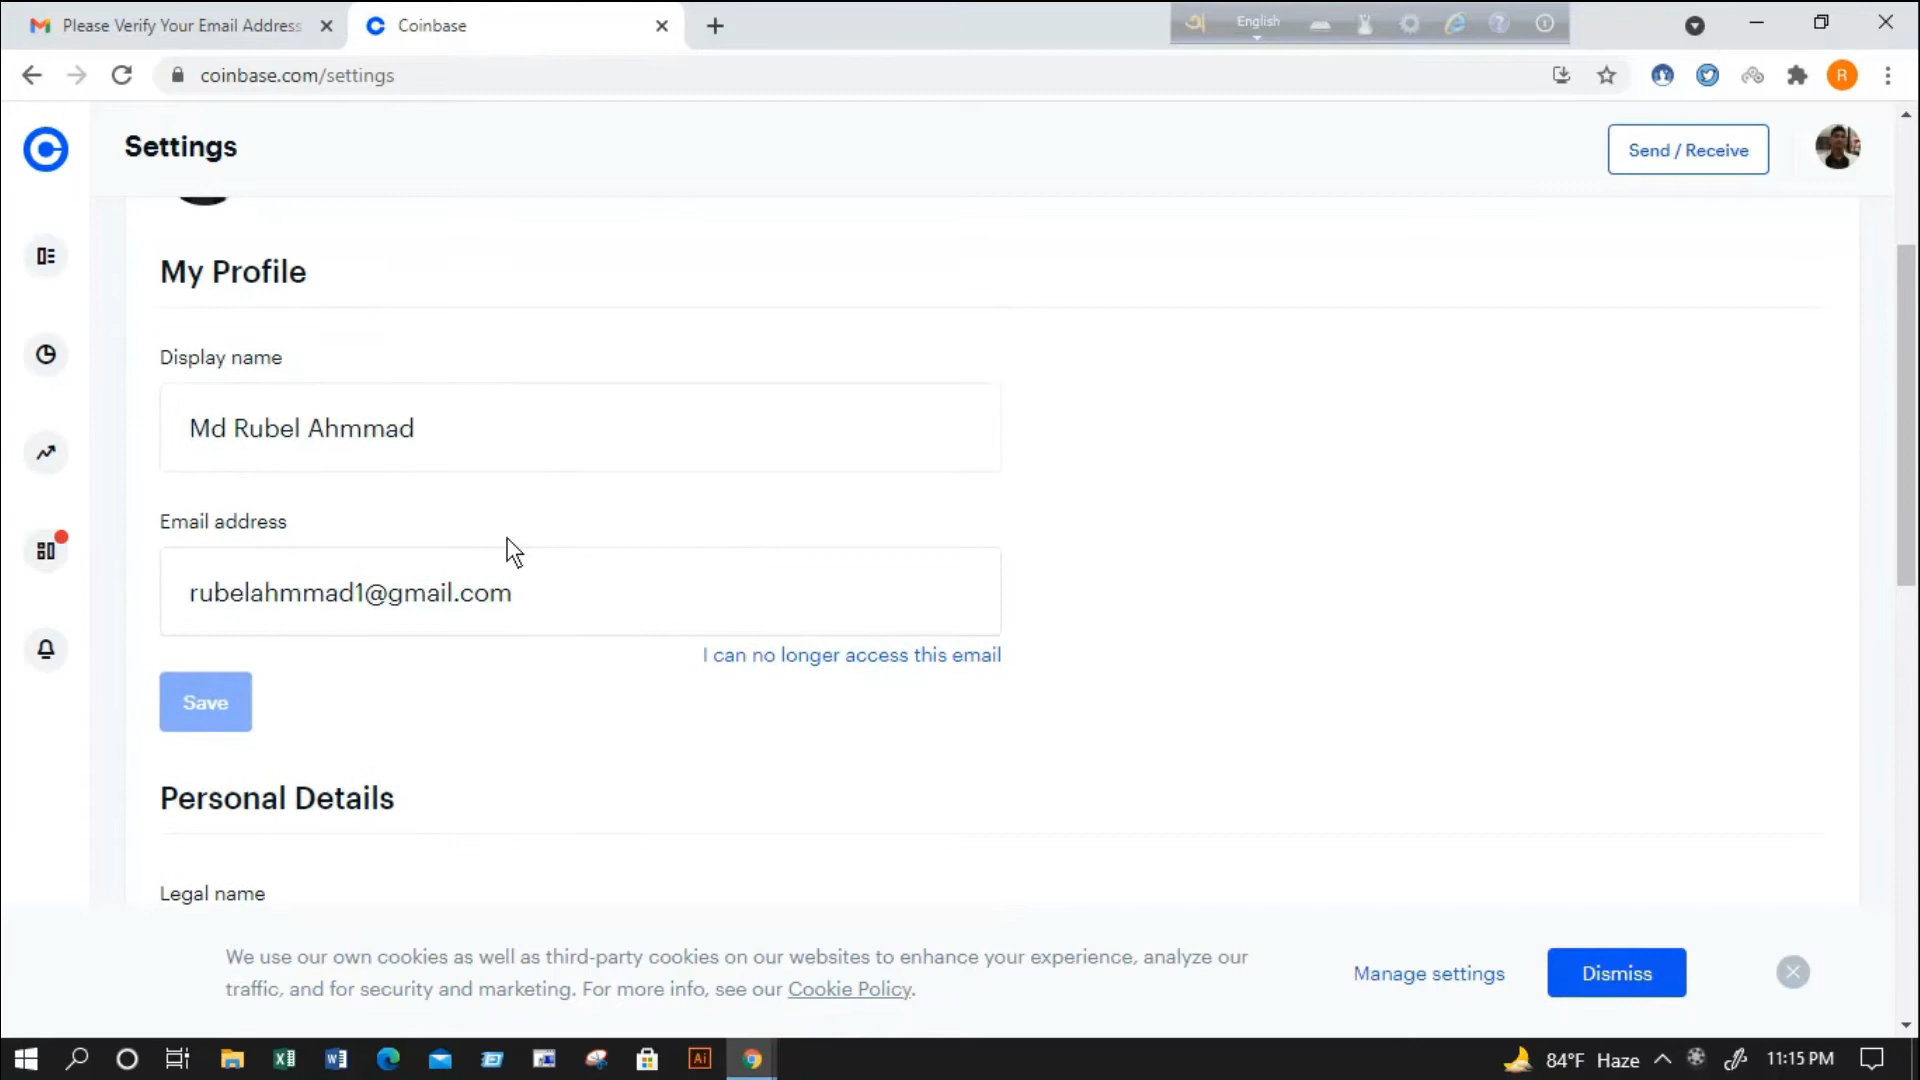 Please Verify Your Email Address
Coinbase
English
coinbase.com/settings
R
Settings
Send / Receive
My Profile
Display name
Md Rubel Ahmmad
Email address
rubelahmmad1@gmail.com
I can no longer access this email
Save
Personal Details
Legal name
We use our own cookies as well as third-party cookies on our websites to enhance your experience, analyze our
traffic, and for security and marketing. For more info, see our Cookie Policy.
Manage settings
Dismiss
Ai
84°F Haze
11:15 PM